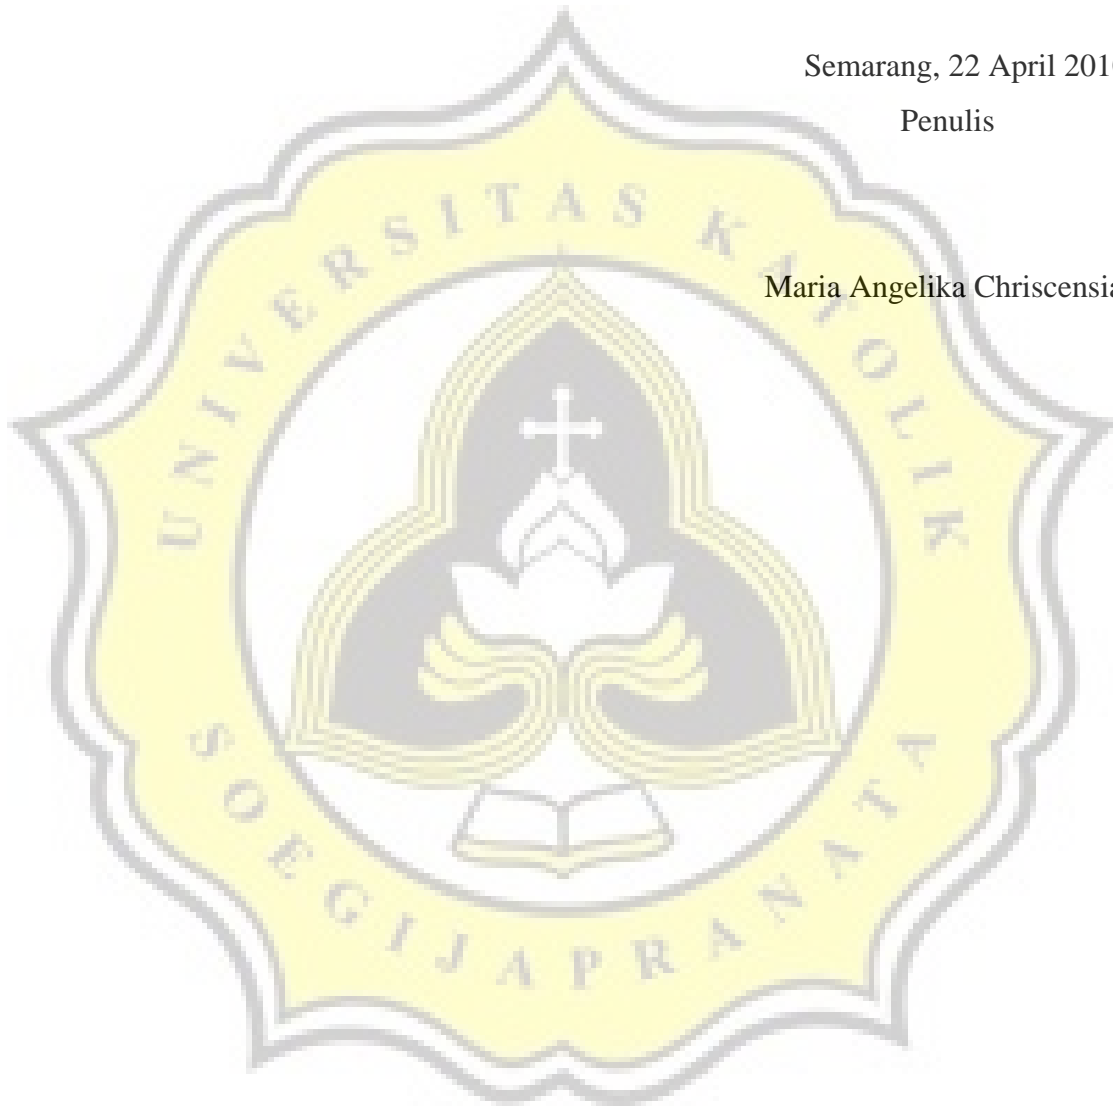 Semarang, 22 April 201
Penulis
Maria Angelika Chriscensia
UNIVERSITAS KATOLIK
SOEGIJAPRANATA